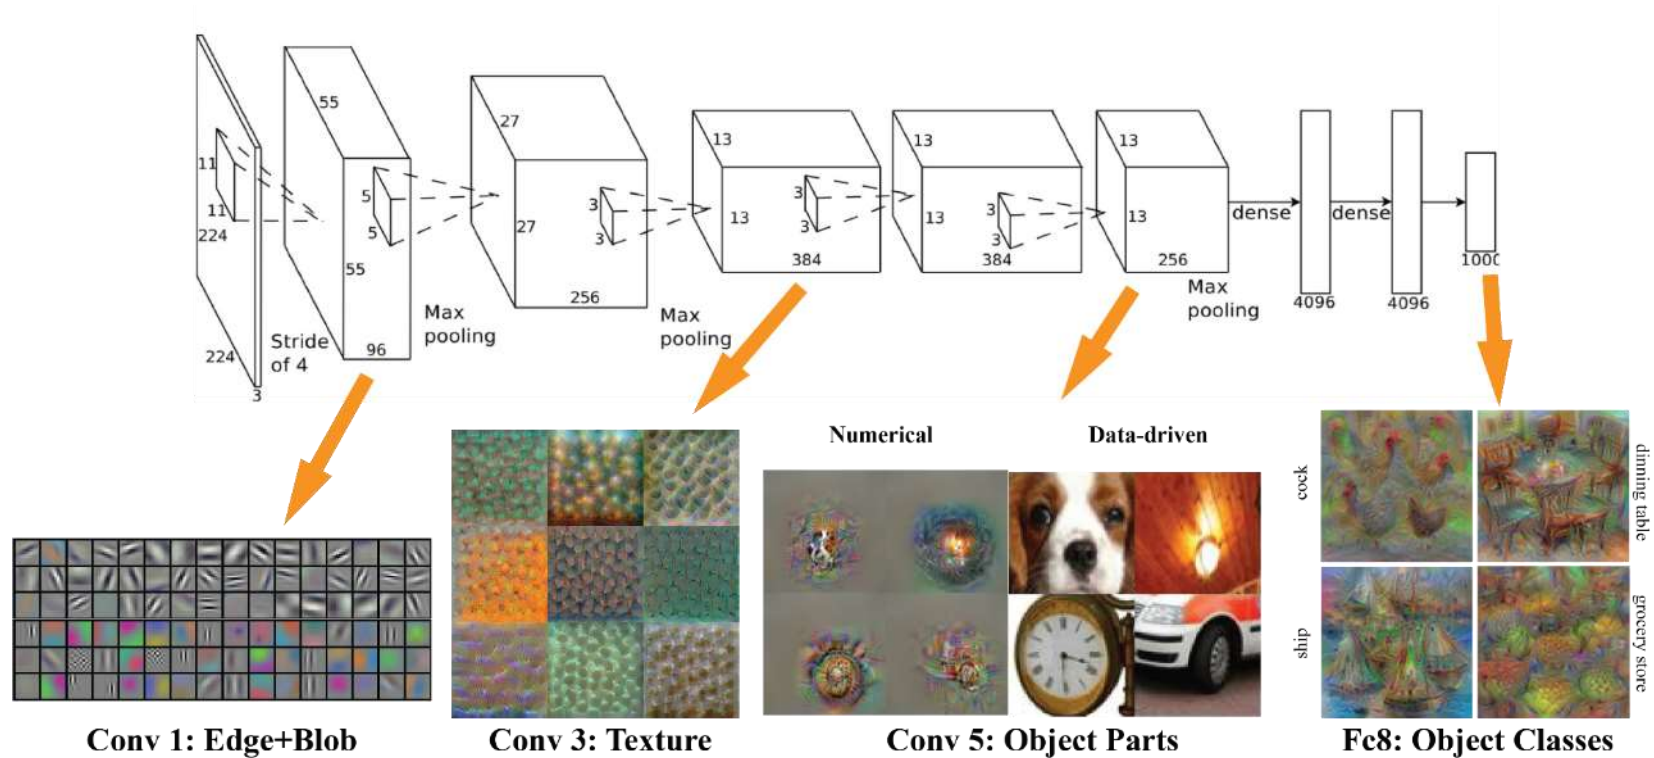 55
27
13
13
13
11
5
3
3
3
11
5
3
3
3
224
55
27
13
13
13
dense
dense
384
384
256
1000
224
Stride
of 4
96
3
Max
pooling
256
Max
pooling
Max
pooling
4096
4096
Numerical
Data-driven
cock
dinning table
ship
grocery store
Conv 1: Edge+Blob
Conv 3: Texture
Conv 5: Object Parts
Fc8: Object Classes